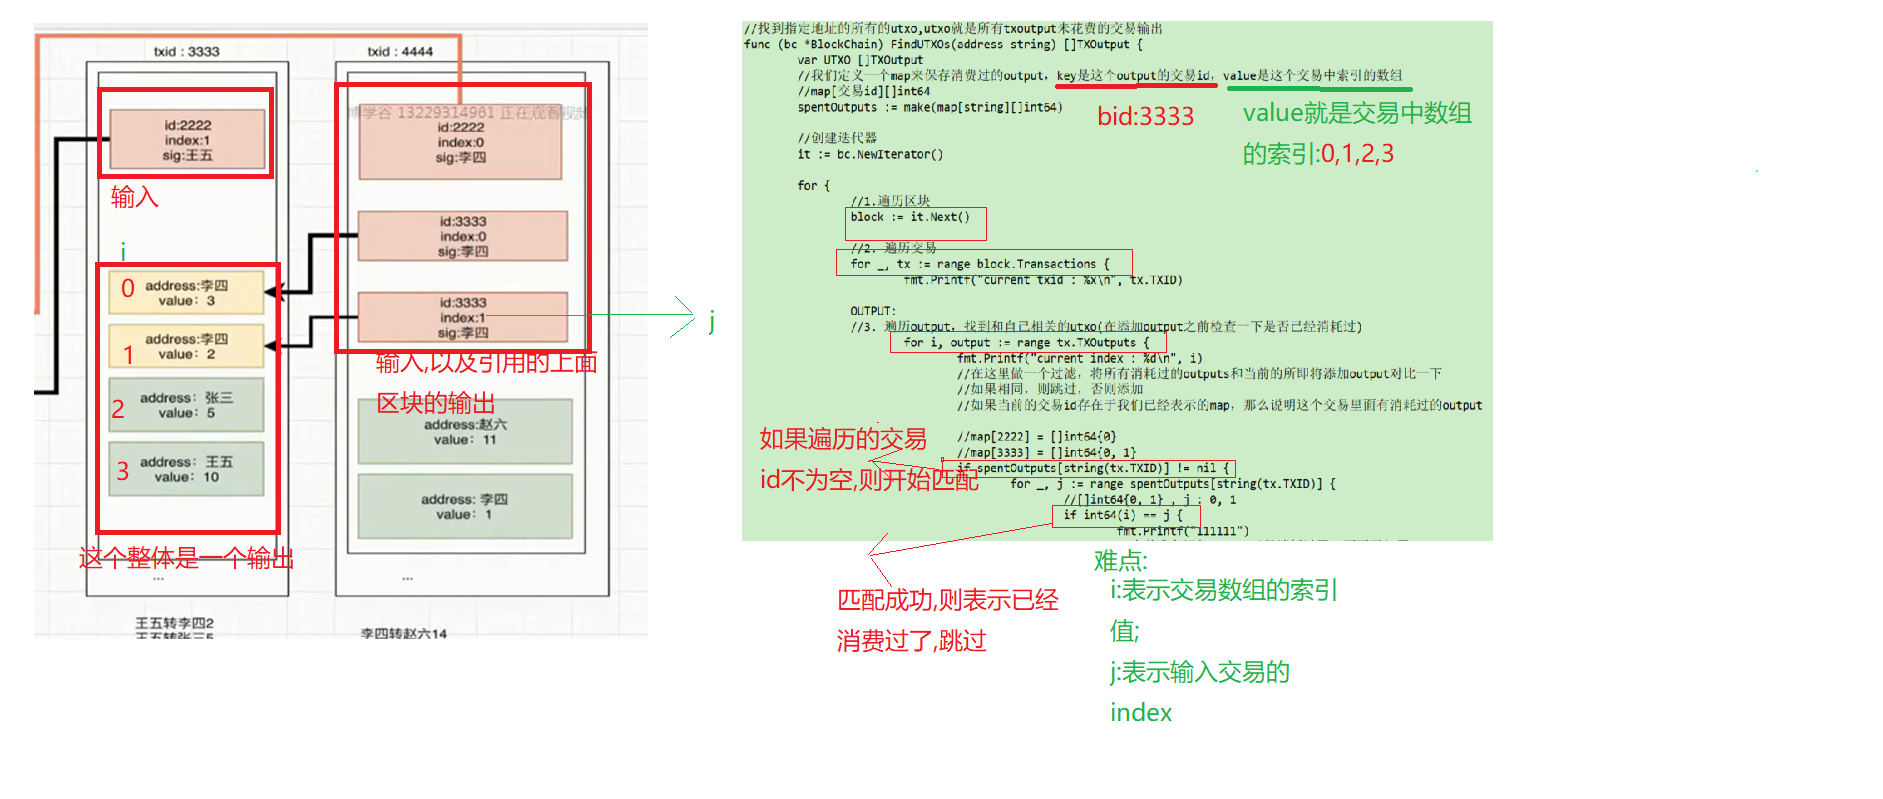 txid : 3333
id:2222
index:1
sig:王五
输入
i
0
address:李四
value： 3
1
address:李四
value： 2
2
address： 张三
value： 5
3
address： 王五
value： 10
这个整体是一个输出
...
王五转李四2
王五转张三5
txid : 4444
博学谷 13229314961 正在观看视频
id:2222
index:0
sig:李四
id:3333
index:0
sig:李四
id:3333
index:1
sig:李四
j
输入,以及引用的上面
区块的输出
address:赵六
value： 11
address: 李四
value： 1
...
李四转赵六14
//找到指定地址的所有的utxo,utxo就是所有txoutput未花费的交易输出
func (bc *BlockChain) FindUTXOs(address string) []TXOutput {
var UTXO []TXOutput
//我们定义一个map来保存消费过的output，key是这个output的交易id，value是这个交易中索引的数组
//map[交易id][]int64
spentOutputs := make(map[string][]int64)
bid:3333
value就是交易中数组
的索引:0,1,2,3
//创建迭代器
it := bc.NewIterator()
for {
//1.遍历区块
block := it.Next()
//2. 遍历交易
for _, tx := range block.Transactions {
fmt.Printf("current txid : %x\n", tx.TXID)
OUTPUT:
//3. 遍历output，找到和自己相关的utxo(在添加output之前检查一下是否已经消耗过)
for i, output := range tx.TXOutputs {
fmt.Printf("current index : %d\n", i)
//在这里做一个过滤，将所有消耗过的outputs和当前的所即将添加output对比一下
//如果相同，则跳过，否则添加
//如果当前的交易id存在于我们已经表示的map，那么说明这个交易里面有消耗过的output
//map[2222] = []int64{0}
//map[3333] = []int64{0, 1}
if spentOutputs[string(tx.TXID)] != nil {
for _, j := range spentOutputs[string(tx.TXID)] {
//[]int64{0, 1} , j : 0, 1
if int64(i) == j {
fmt.Printf("111111")
如果遍历的交易
id不为空,则开始匹配
匹配成功,则表示已经
消费过了,跳过
难点:
i:表示交易数组的索引
值;
j:表示输入交易的
index